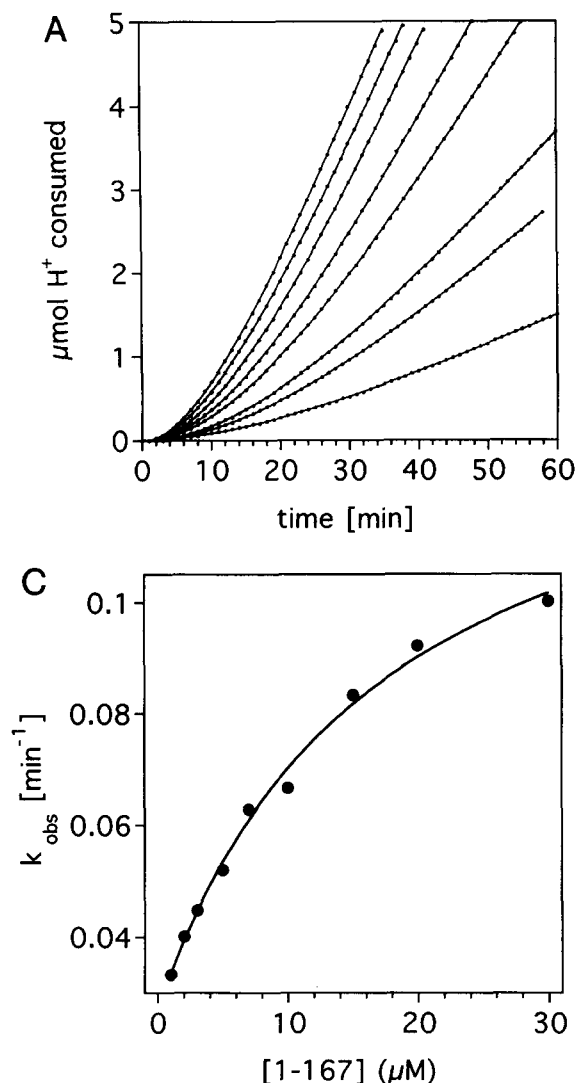 A
µmol H⁺ consumed
5
4
3
2
1
0
0 10 20 30 40 50 60
time [min]
C
k obs [min⁻¹]
0.1
0.08
0.06
0.04
0 10 20 30
[1-167] (µM)